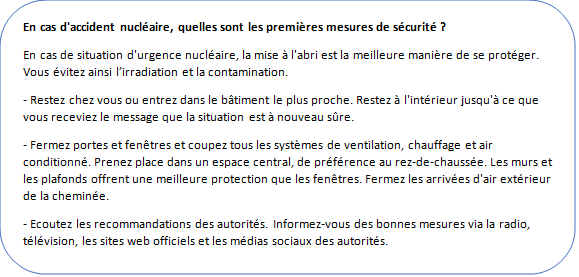 En cas d'accident nucléaire, quelles sont les premières mesures de sécurité ?
En cas de situation d'urgence nucléaire, la mise à l'abri est la meilleure manière de se protéger.
Vous évitez ainsi l’irradiation et la contamination.
- Restez chez vous ou entrez dans le bâtiment le plus proche. Restez à l'intérieur jusqu'à ce que
vous receviez le message que la situation est à nouveau sûre.
- Fermez portes et fenêtres et coupez tous les systèmes de ventilation, chauffage et air
conditionné. Prenez place dans un espace central, de préférence au rez-de-chaussée. Les murs et
les plafonds offrent une meilleure protection que les fenêtres. Fermez les arrivées d'air extérieur
de la cheminée.
- Ecoutez les recommandations des autorités. Informez-vous des bonnes mesures via la radio,
télévision, les sites web officiels et les médias sociaux des autorités.